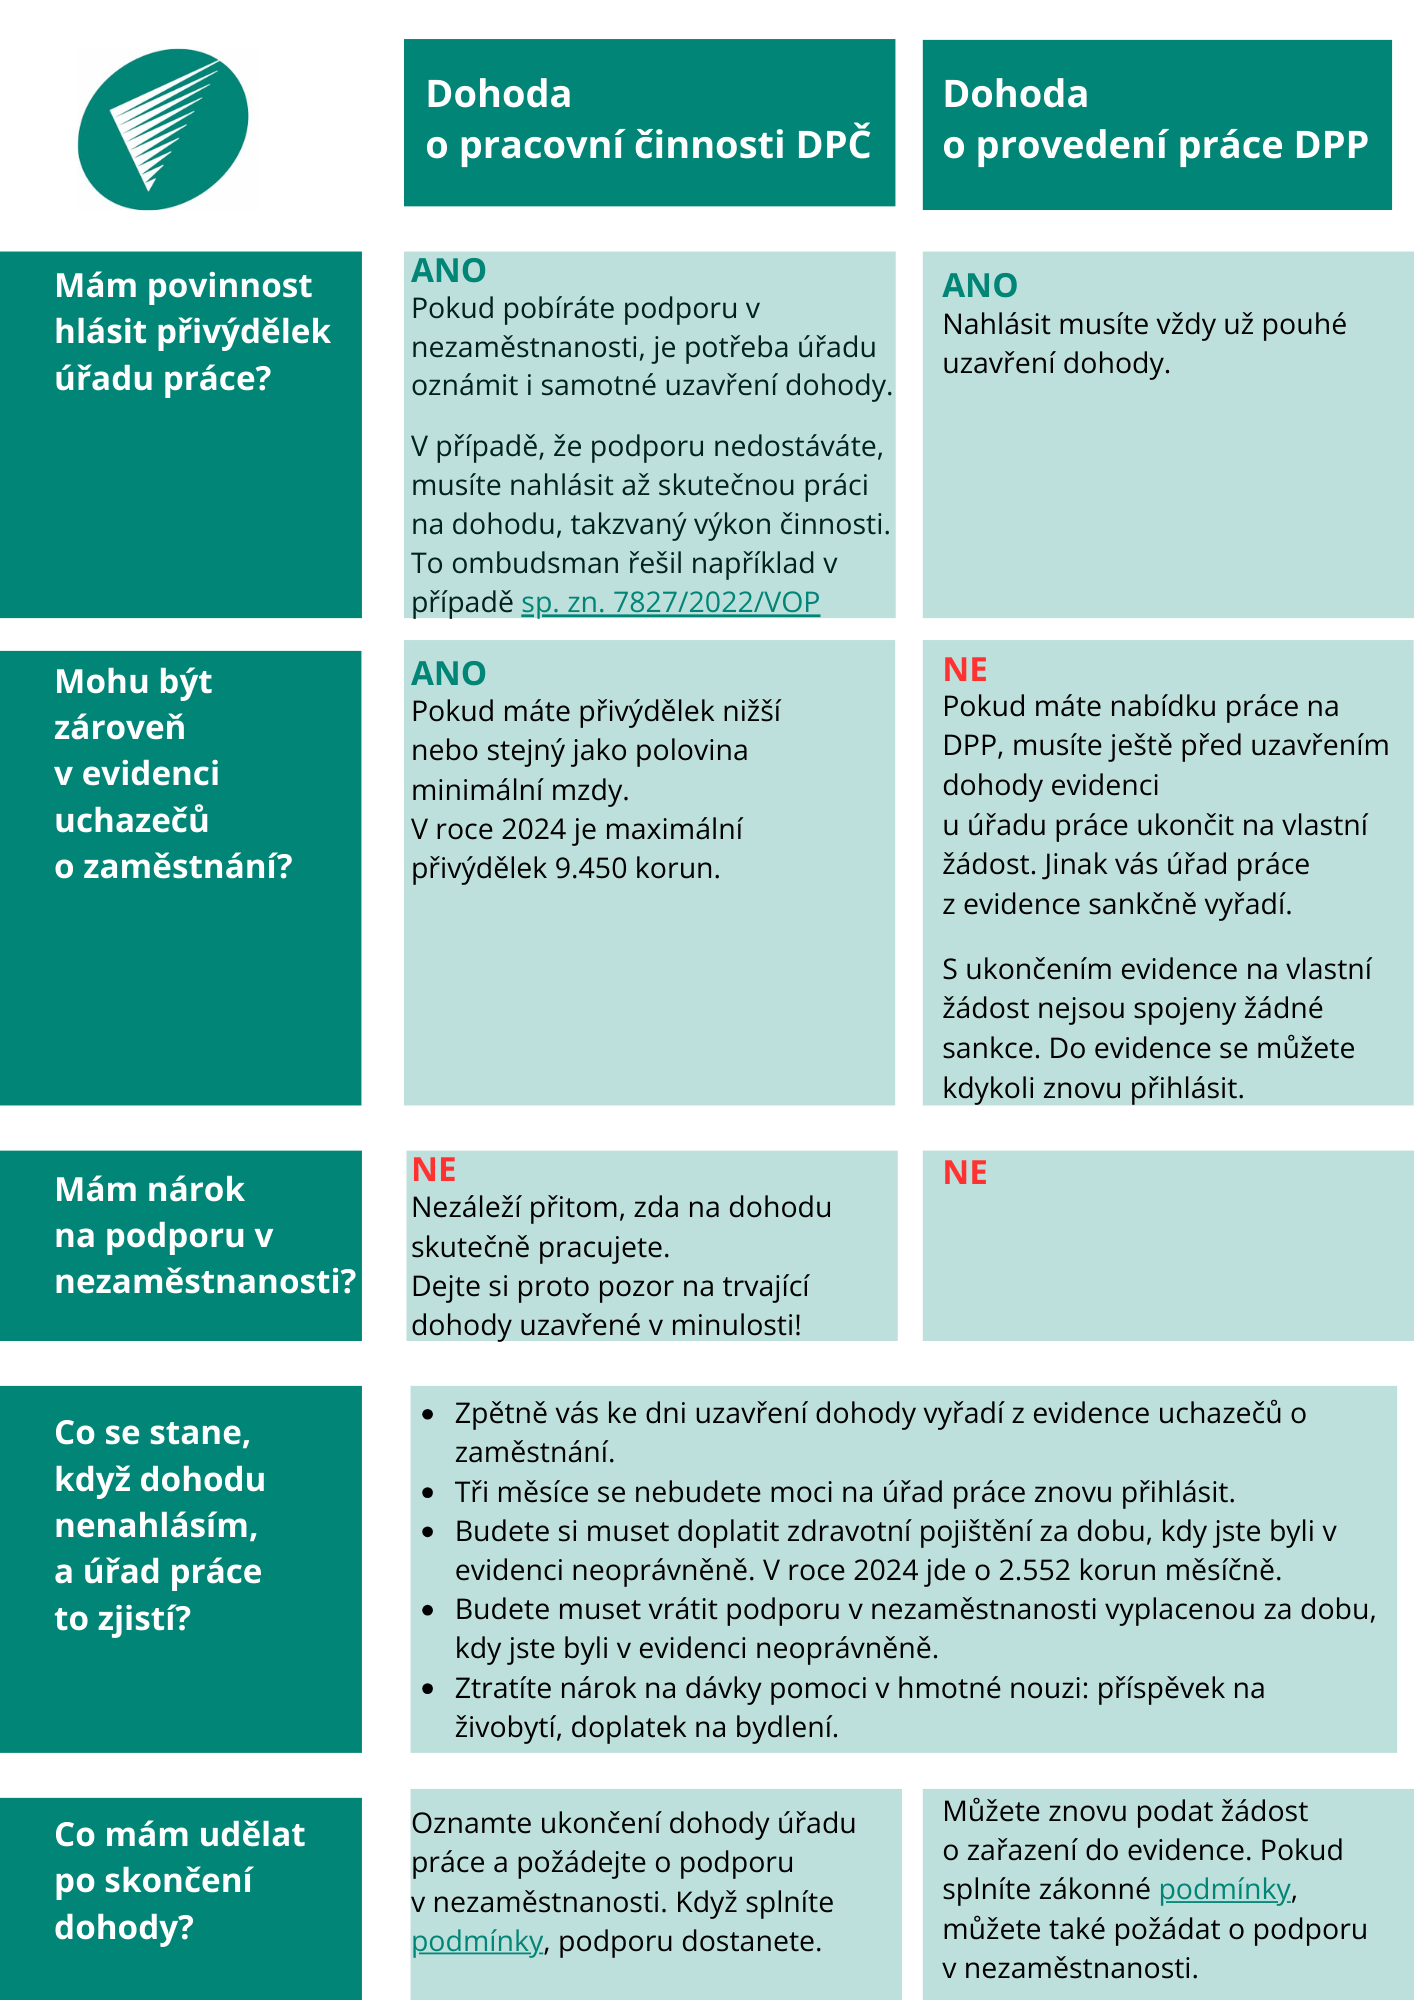 Dohoda
o pracovní činnosti DPČ
Dohoda
o provedení práce DPP
Mám povinnost
hlásit přivýdělek
úřadu práce?
ANO
Pokud pobíráte podporu v
nezaměstnanosti, je potřeba úřadu
oznámit i samotné uzavření dohody.
V případě, že podporu nedostáváte,
musíte nahlásit až skutečnou práci
na dohodu, takzvaný výkon činnosti.
To ombudsman řešil například v
případě sp. zn. 7827/2022/VOP
ANO
Nahlásit musíte vždy už pouhé
uzavření dohody.
Mohu být
zároveň
v evidenci
uchazečů
o zaměstnání?
ANO
Pokud máte přivýdělek nižší
nebo stejný jako polovina
minimální mzdy.
V roce 2024 je maximální
přivýdělek 9.450 korun.
NE
Pokud máte nabídku práce na
DPP, musíte ještě před uzavřením
dohody evidenci
u úřadu práce ukončit na vlastní
žádost. Jinak vás úřad práce
z evidence sankčně vyřadí.
S ukončením evidence na vlastní
žádost nejsou spojeny žádné
sankce. Do evidence se můžete
kdykoli znovu přihlásit.
Mám nárok
na podporu v
nezaměstnanosti?
NE
Nezáleží přitom, zda na dohodu
skutečně pracujete.
Dejte si proto pozor na trvající
dohody uzavřené v minulosti!
NE
Co se stane,
když dohodu
nenahlásím,
a úřad práce
to zjistí?
• Zpětně vás ke dni uzavření dohody vyřadí z evidence uchazečů o
zaměstnání.
• Tři měsíce se nebudete moci na úřad práce znovu přihlásit.
• Budete si muset doplatit zdravotní pojištění za dobu, kdy jste byli v
evidenci neoprávněně. V roce 2024 jde o 2.552 korun měsíčně.
• Budete muset vrátit podporu v nezaměstnanosti vyplacenou za dobu,
kdy jste byli v evidenci neoprávněně.
• Ztratíte nárok na dávky pomoci v hmotné nouzi: příspěvek na
živobytí, doplatek na bydlení.
Co mám udělat
po skončení
dohody?
Oznamte ukončení dohody úřadu
práce a požádejte o podporu
v nezaměstnanosti. Když splníte
podmínky, podporu dostanete.
Můžete znovu podat žádost
o zařazení do evidence. Pokud
splníte zákonné podmínky,
můžete také požádat o podporu
v nezaměstnanosti.